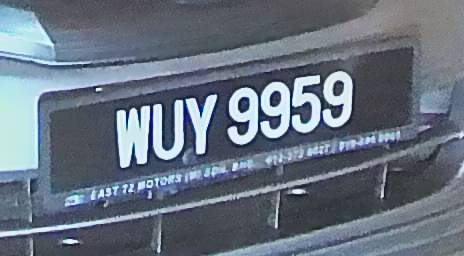 WUY 9959
EAST 72 MOTORS (M) SDN. BHD.